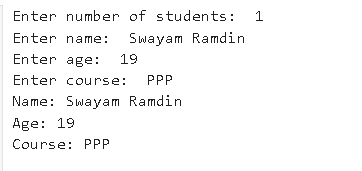 Enter number of students:  1
Enter name:  Swayam Ramdin
Enter age:  19
Enter course:  PPP
Name: Swayam Ramdin
Age: 19
Course: PPP